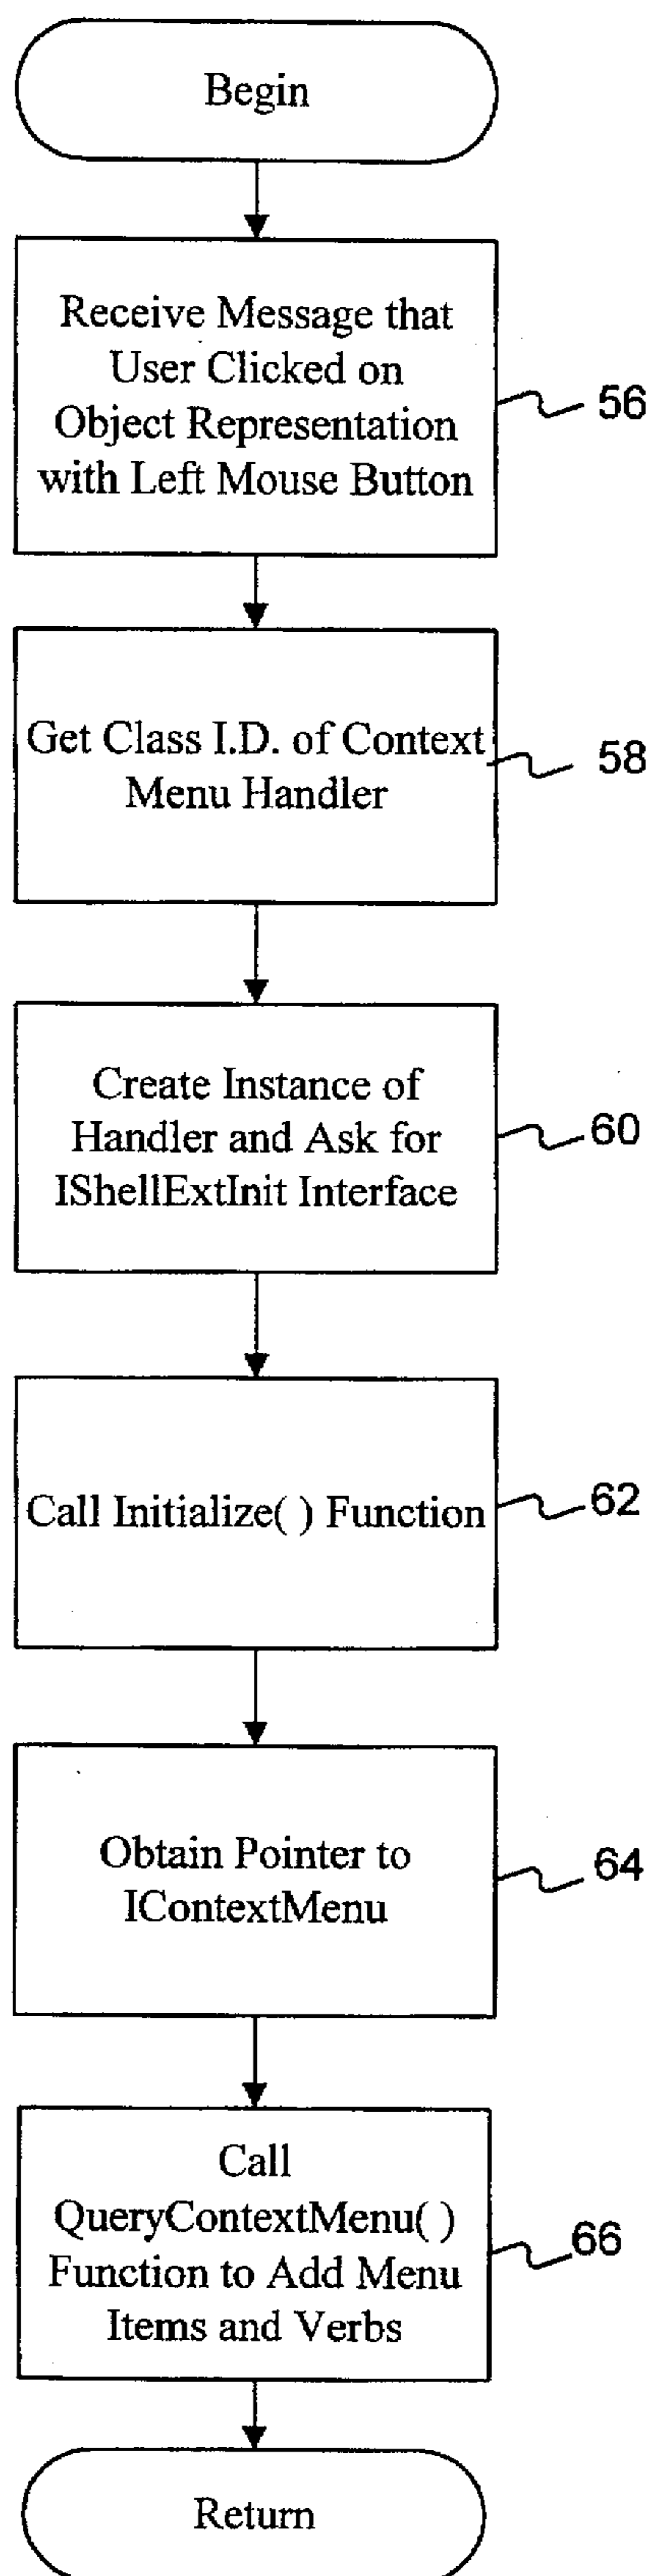 Begin
Receive Message that
User Clicked on
Object Representation
with Left Mouse Button
56
Get Class I.D. of Context
Menu Handler
58
Create Instance of
Handler and Ask for
IShellExtInit Interface
60
Call Initialize( ) Function
62
Obtain Pointer to
IContextMenu
64
Call
QueryContextMenu( )
Function to Add Menu
Items and Verbs
66
Return